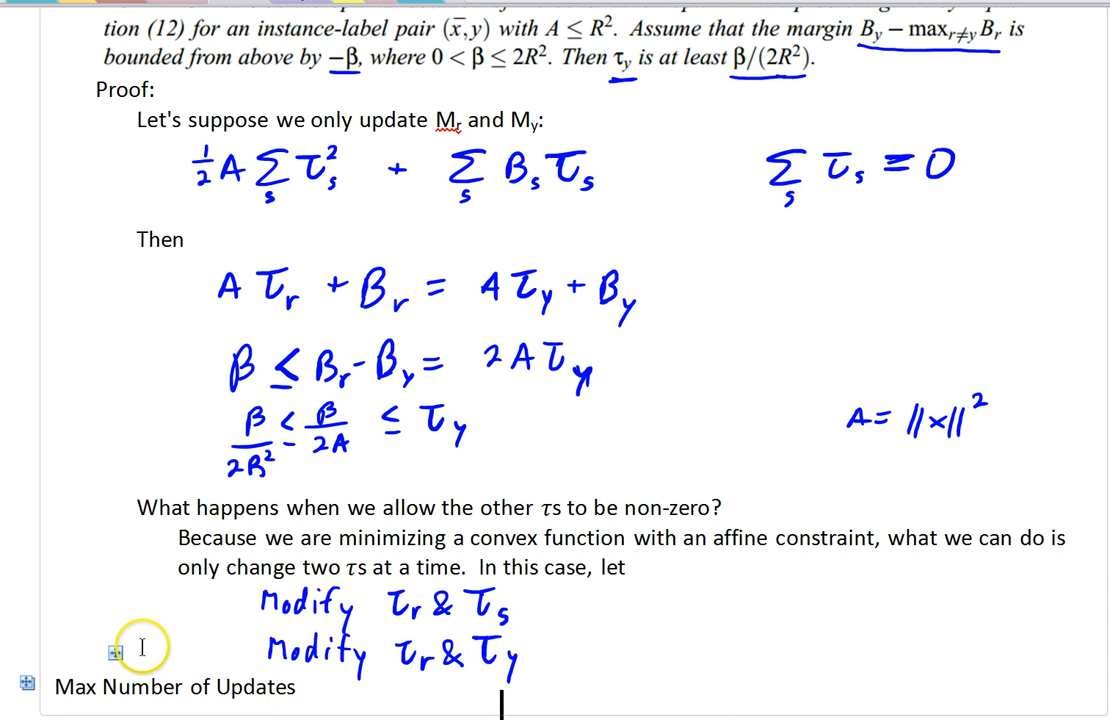 tion (12) for an instance-label pair (x̄,y) with A ≤ R². Assume that the margin B_y − max_{r≠y} B_r is
bounded from above by −β, where 0 < β ≤ 2R². Then τ_y is at least β/(2R²).
Proof:
Let's suppose we only update M_r and M_y:
½ A Σ_s τ_s² + Σ_s B_s τ_s     Σ_s τ_s = 0
Then
A τ_r + B_r = A τ_y + B_y
β ≤ B_r - B_y = 2 A τ_y
β/2R² ≤ β/2A ≤ τ_y     A = ||x||²
What happens when we allow the other τs to be non-zero?
Because we are minimizing a convex function with an affine constraint, what we can do is
only change two τs at a time. In this case, let
Modify τ_r & τ_s
Modify τ_r & τ_y
Max Number of Updates